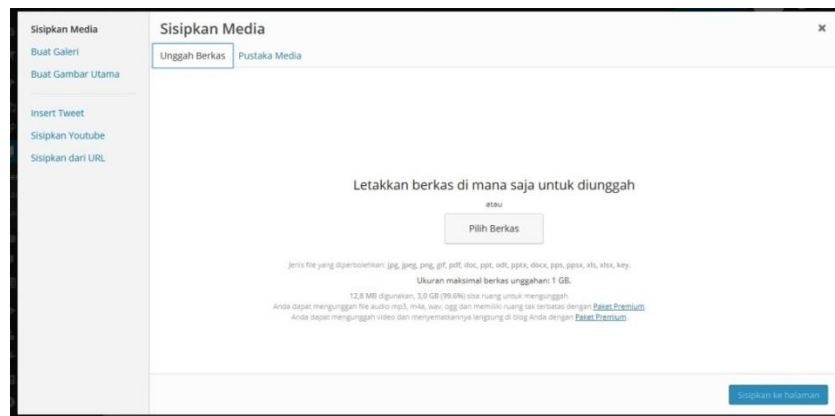 Sisipkan Media
Buat Galeri
Buat Gambar Utama
Insert Tweet
Sisipkan Youtube
Sisipkan dari URL
Sisipkan Media
×
Unggah Berkas
Pustaka Media
Letakkan berkas di mana saja untuk diunggah
atau
Pilih Berkas
Jenis file yang diperbolehkan: jpg, jpeg, png, gif, pdf, doc, ppt, odt, pptx, docx, pps, ppsx, xls, xlsx, key.
Ukuran maksimal berkas unggahan: 1 GB.
12,8 MB digunakan, 3,0 GB (99.6%) sisa ruang untuk mengunggah.
Anda dapat mengunggah file audio mp3, m4a, wav, ogg dan memiliki ruang tak terbatas dengan Paket Premium
Anda dapat mengunggah video dan menyematkannya langsung di blog Anda dengan Paket Premium
Sisipkan ke halaman